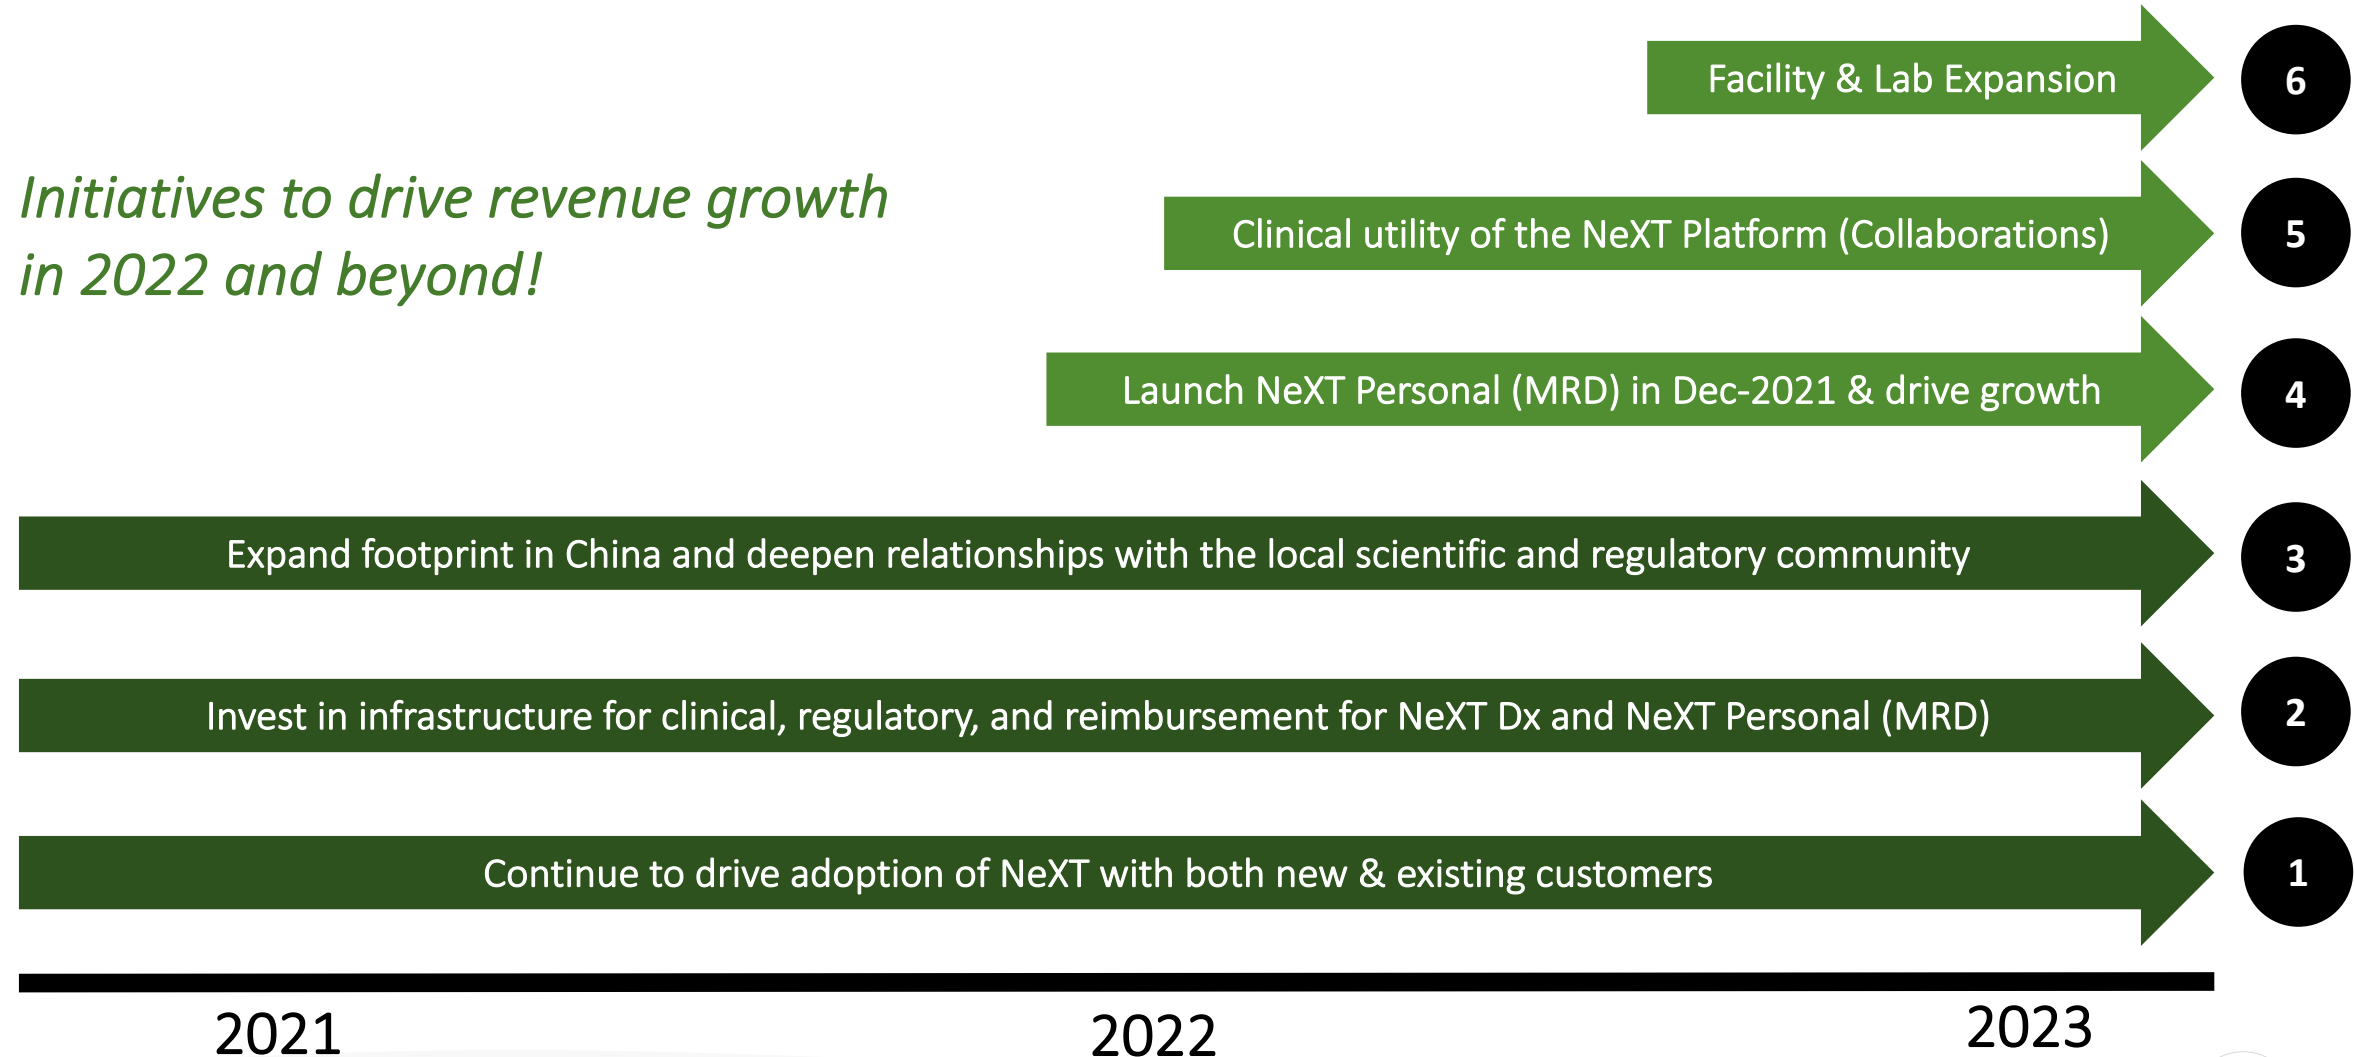 Facility & Lab Expansion
6
Initiatives to drive revenue growth
in 2022 and beyond!
Clinical utility of the NeXT Platform (Collaborations)
5
Launch NeXT Personal (MRD) in Dec-2021 & drive growth
4
Expand footprint in China and deepen relationships with the local scientific and regulatory community
3
Invest in infrastructure for clinical, regulatory, and reimbursement for NeXT Dx and NeXT Personal (MRD)
2
Continue to drive adoption of NeXT with both new & existing customers
1
2021
2022
2023